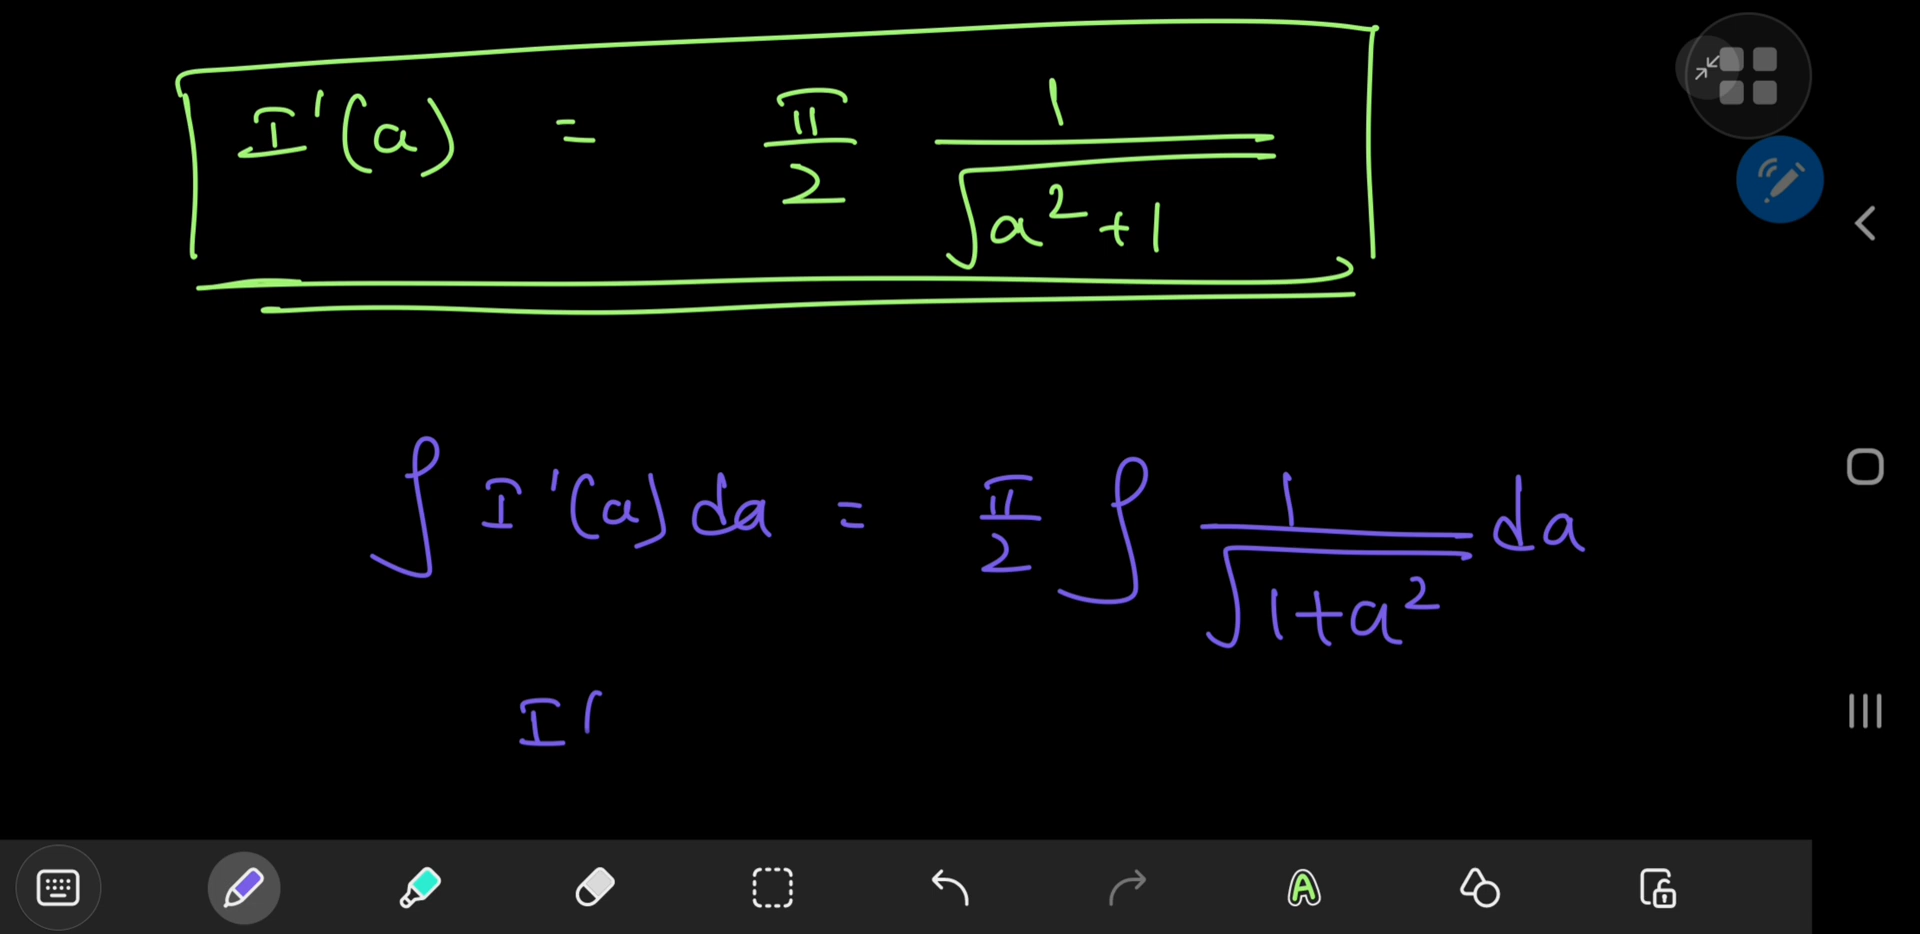 I'(a) = π/2 1/√(a²+1)
∫ I'(a) da = π/2 ∫ 1/√(1+a²) da
I(
A